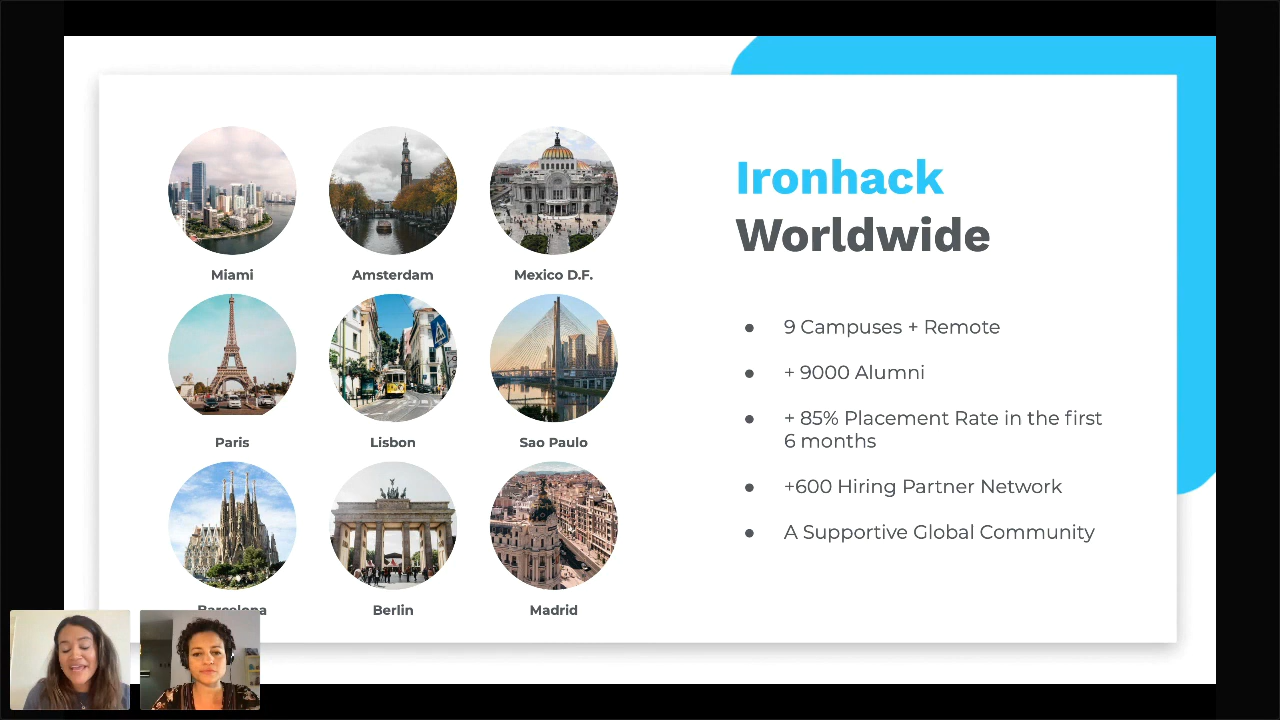 Ironhack
Worldwide
Miami
Amsterdam
Mexico D.F.
Paris
Lisbon
Sao Paulo
Barcelona
Berlin
Madrid
● 9 Campuses + Remote
● + 9000 Alumni
● + 85% Placement Rate in the first
6 months
● +600 Hiring Partner Network
● A Supportive Global Community